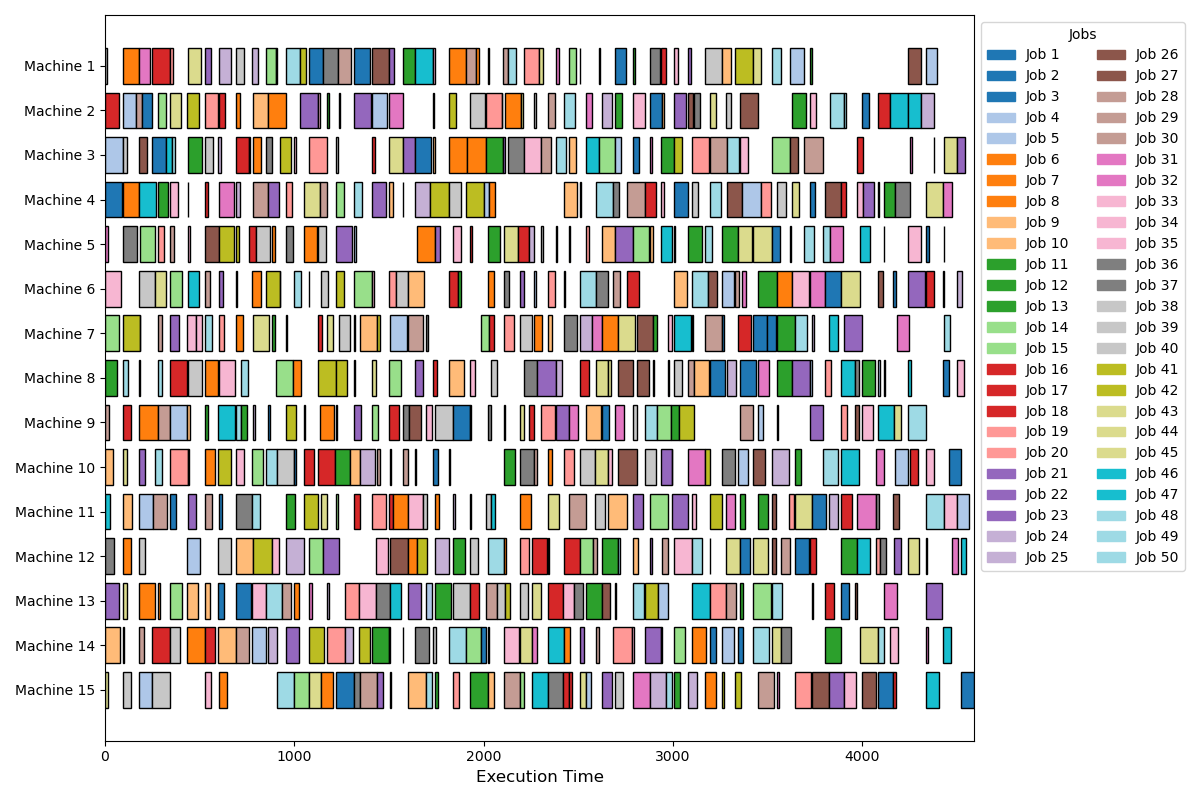 Machine 1
Machine 2
Machine 3
Machine 4
Machine 5
Machine 6
Machine 7
Machine 8
Machine 9
Machine 10
Machine 11
Machine 12
Machine 13
Machine 14
Machine 15
0 1000 2000 3000 4000
Execution Time
Jobs
Job 1 Job 26
Job 2 Job 27
Job 3 Job 28
Job 4 Job 29
Job 5 Job 30
Job 6 Job 31
Job 7 Job 32
Job 8 Job 33
Job 9 Job 34
Job 10 Job 35
Job 11 Job 36
Job 12 Job 37
Job 13 Job 38
Job 14 Job 39
Job 15 Job 40
Job 16 Job 41
Job 17 Job 42
Job 18 Job 43
Job 19 Job 44
Job 20 Job 45
Job 21 Job 46
Job 22 Job 47
Job 23 Job 48
Job 24 Job 49
Job 25 Job 50